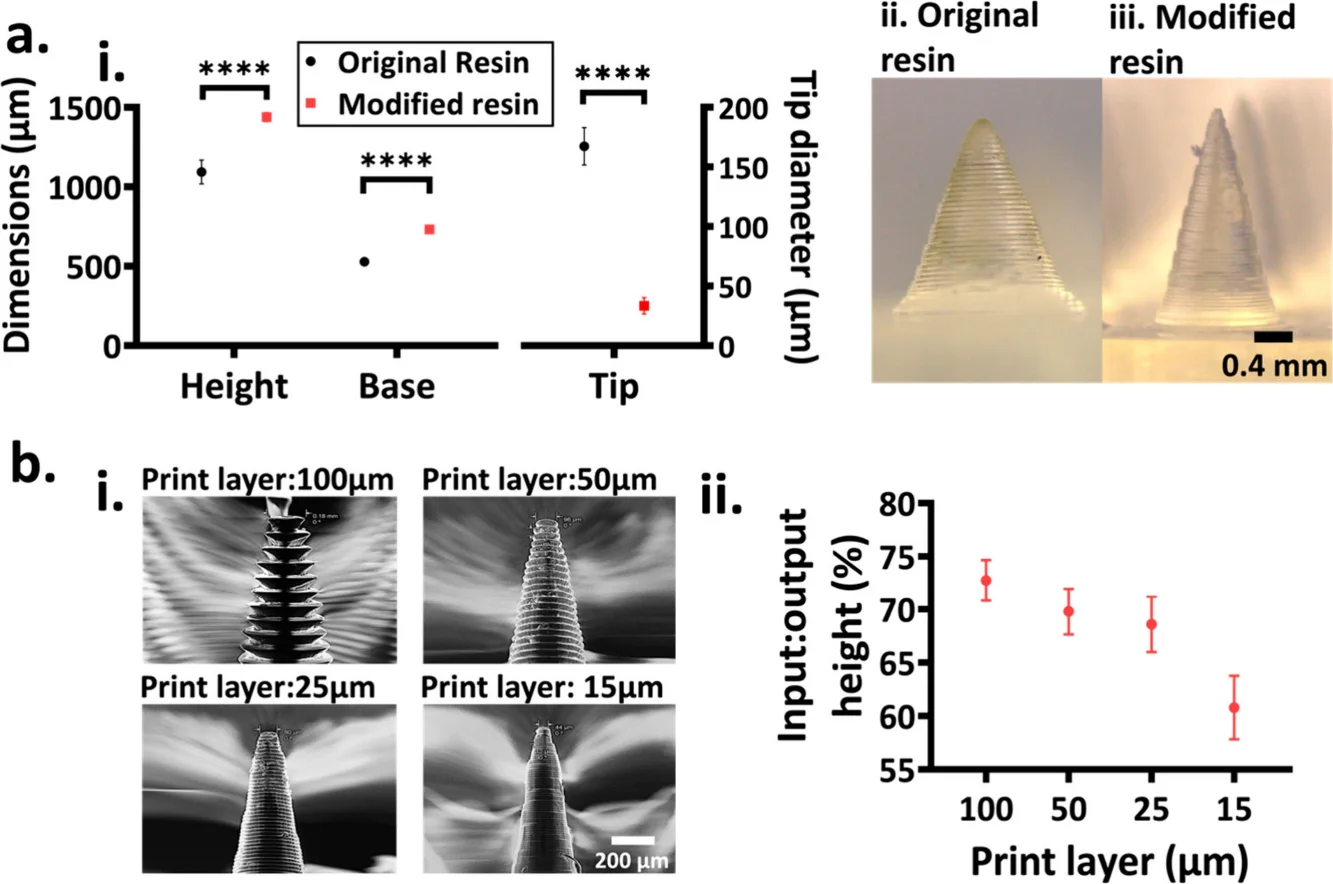 a.
i.
Dimensions (µm)
1500
1000
500
0
****
****
****
Original Resin
Modified resin
Height
Base
Tip
200
150
100
50
0
Tip diameter (µm)
ii. Original
resin
iii. Modified
resin
0.4 mm
b.
i.
Print layer:100µm
Print layer:50µm
96 µm
Print layer:25µm
Print layer: 15µm
200 µm
ii.
Input:output
height (%)
80
75
70
65
60
55
100
50
25
15
Print layer (µm)